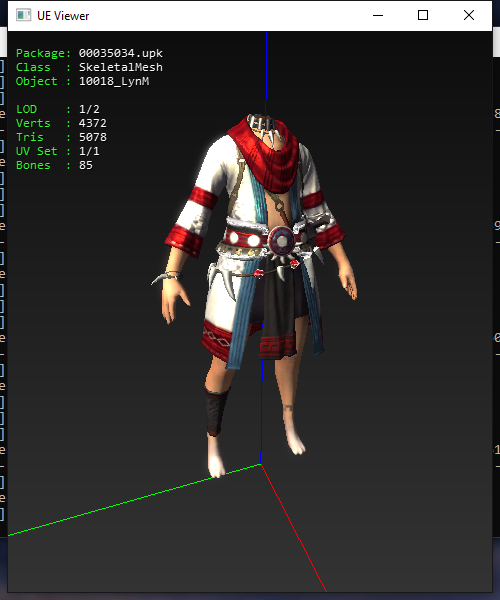 UE Viewer
Package: 00035034.upk
Class : SkeletalMesh
Object : 10018_LynM
LOD : 1/2
Verts : 4372
Tris : 5078
UV Set : 1/1
Bones : 85